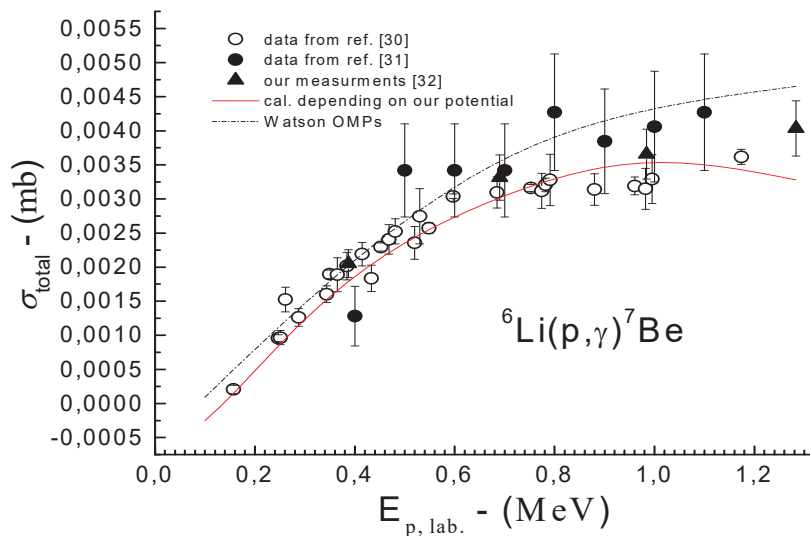 0,0060
0,0055
0,0050
0,0045
0,0040
0,0035
0,0030
0,0025
0,0020
0,0015
0,0010
0,0005
0,0000
-0,0005
σtotal - (mb)
data from ref. [30]
data from ref. [31]
our measurments [32]
cal. depending on our potential
Watson OMPs
⁶Li(p,γ)⁷Be
0,0 0,2 0,4 0,6 0,8 1,0 1,2
E p, lab. - (MeV)